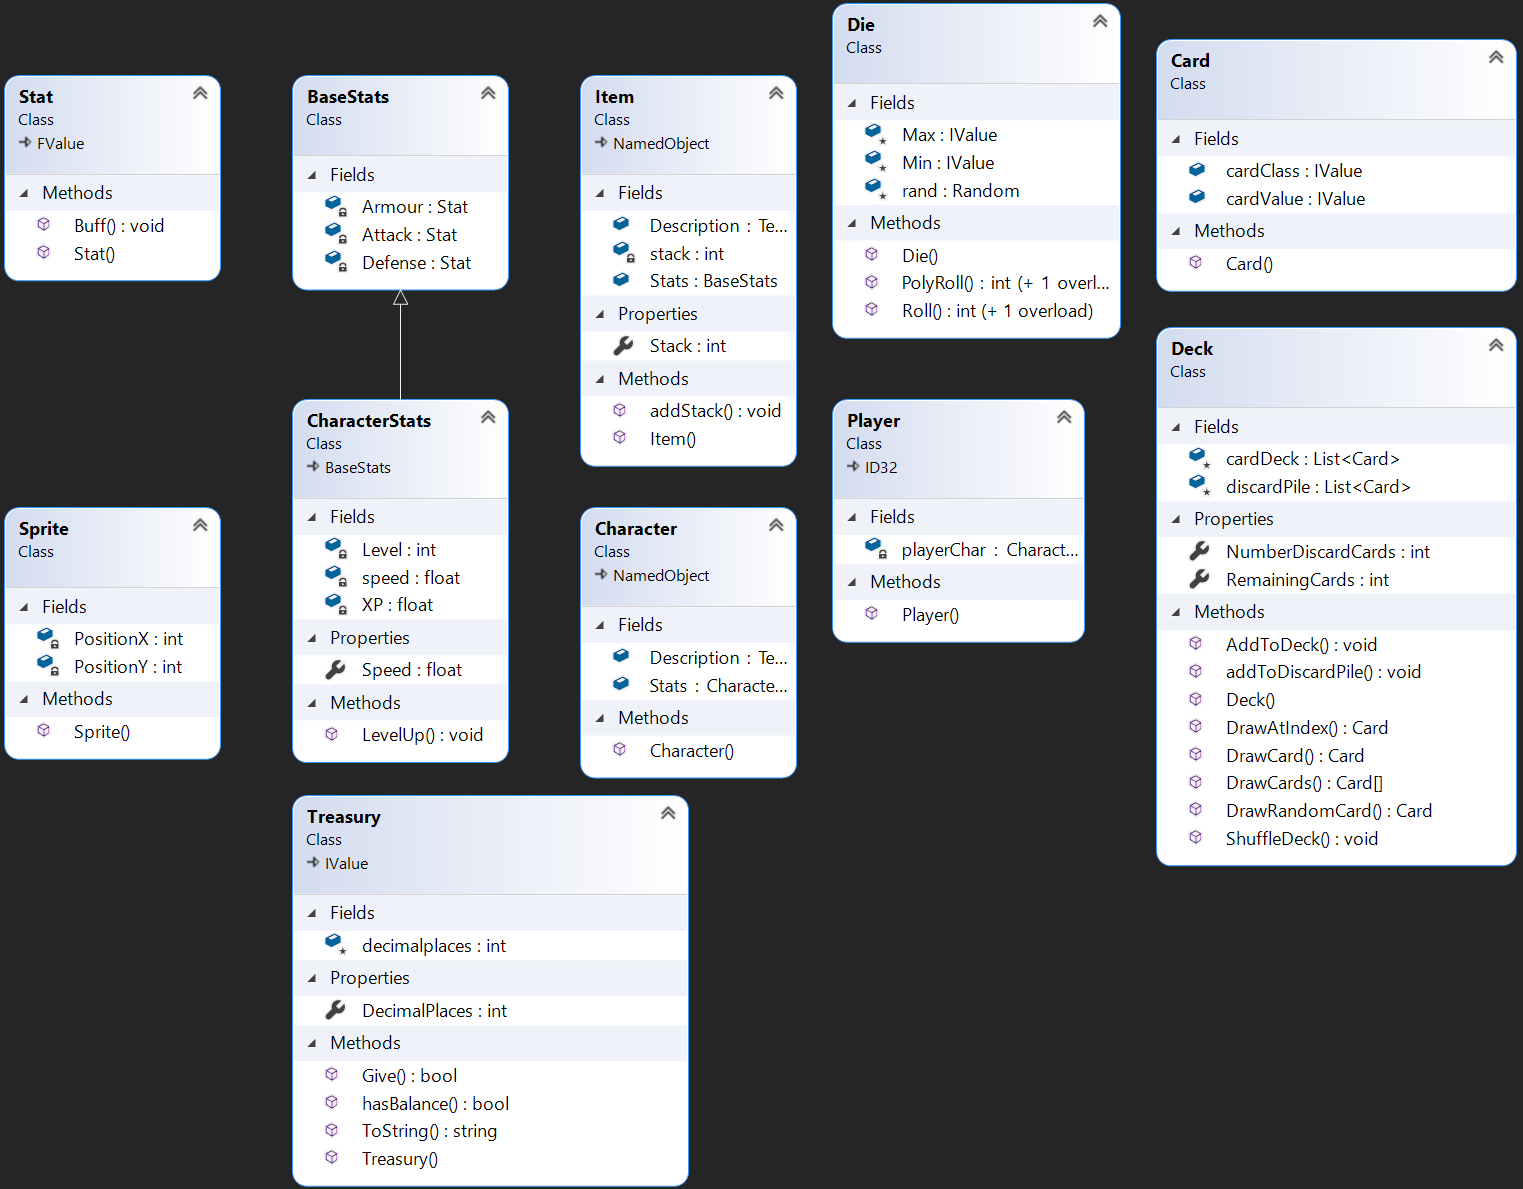 Stat
Class
FValue
Methods
Buff() : void
Stat()
BaseStats
Class
Fields
Armour : Stat
Attack : Stat
Defense : Stat
Item
Class
NamedObject
Fields
Description : Te...
stack : int
Stats : BaseStats
Properties
Stack : int
Methods
addStack() : void
Item()
Die
Class
Fields
Max : IValue
Min : IValue
rand : Random
Methods
Die()
PolyRoll() : int (+ 1 overl...
Roll() : int (+ 1 overload)
Card
Class
Fields
cardClass : IValue
cardValue : IValue
Methods
Card()
Deck
Class
Fields
cardDeck : List<Card>
discardPile : List<Card>
Properties
NumberDiscardCards : int
RemainingCards : int
Methods
AddToDeck() : void
addToDiscardPile() : void
Deck()
DrawAtIndex() : Card
DrawCard() : Card
DrawCards() : Card[]
DrawRandomCard() : Card
ShuffleDeck() : void
Sprite
Class
Fields
PositionX : int
PositionY : int
Methods
Sprite()
CharacterStats
Class
BaseStats
Fields
Level : int
speed : float
XP : float
Properties
Speed : float
Methods
LevelUp() : void
Character
Class
NamedObject
Fields
Description : Te...
Stats : Characte...
Methods
Character()
Player
Class
ID32
Fields
playerChar : Charact...
Methods
Player()
Treasury
Class
IValue
Fields
decimalplaces : int
Properties
DecimalPlaces : int
Methods
Give() : bool
hasBalance() : bool
ToString() : string
Treasury()